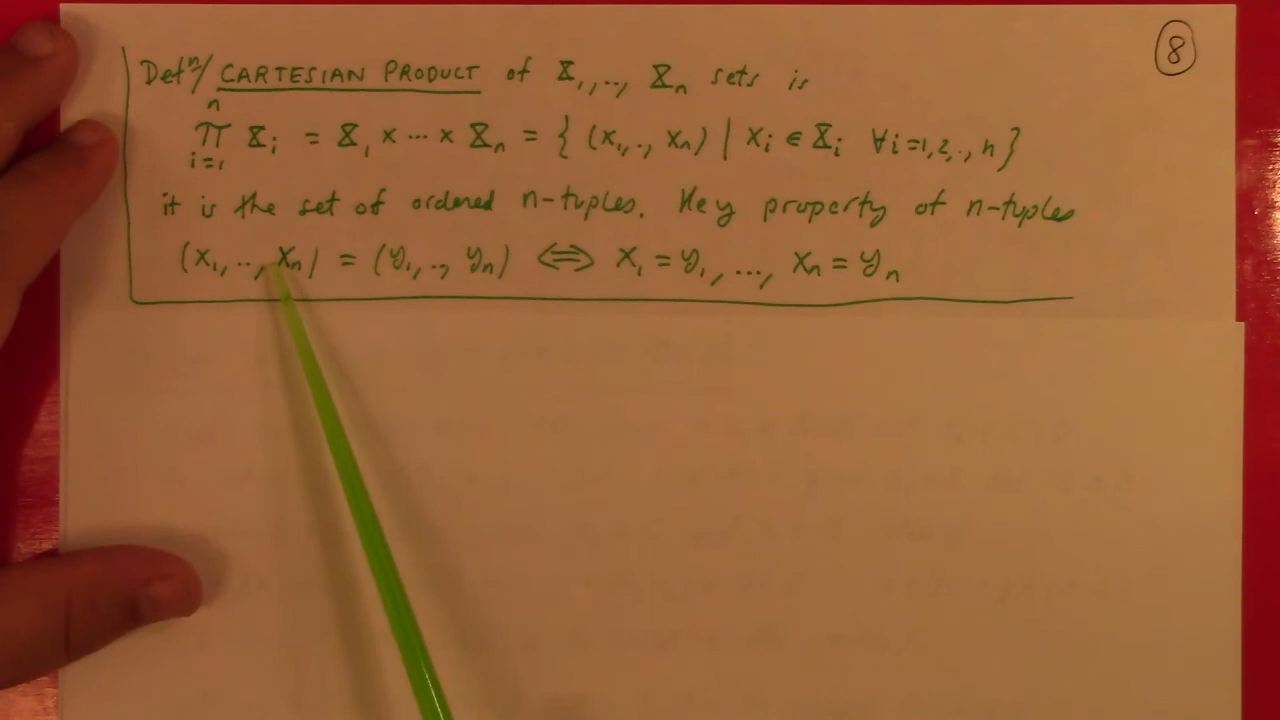 ⑧
Defⁿ/ CARTESIAN PRODUCT of X₁,.., Xₙ sets is
n
∏ Xᵢ = X₁ × ⋯ × Xₙ = { (x₁,.., xₙ) | xᵢ ∈ Xᵢ ∀i=1,2,.., n }
i=1
it is the set of ordered n-tuples. Key property of n-tuples
(x₁,.., xₙ) = (y₁,.., yₙ) ⟺ x₁ = y₁, ..., xₙ = yₙ